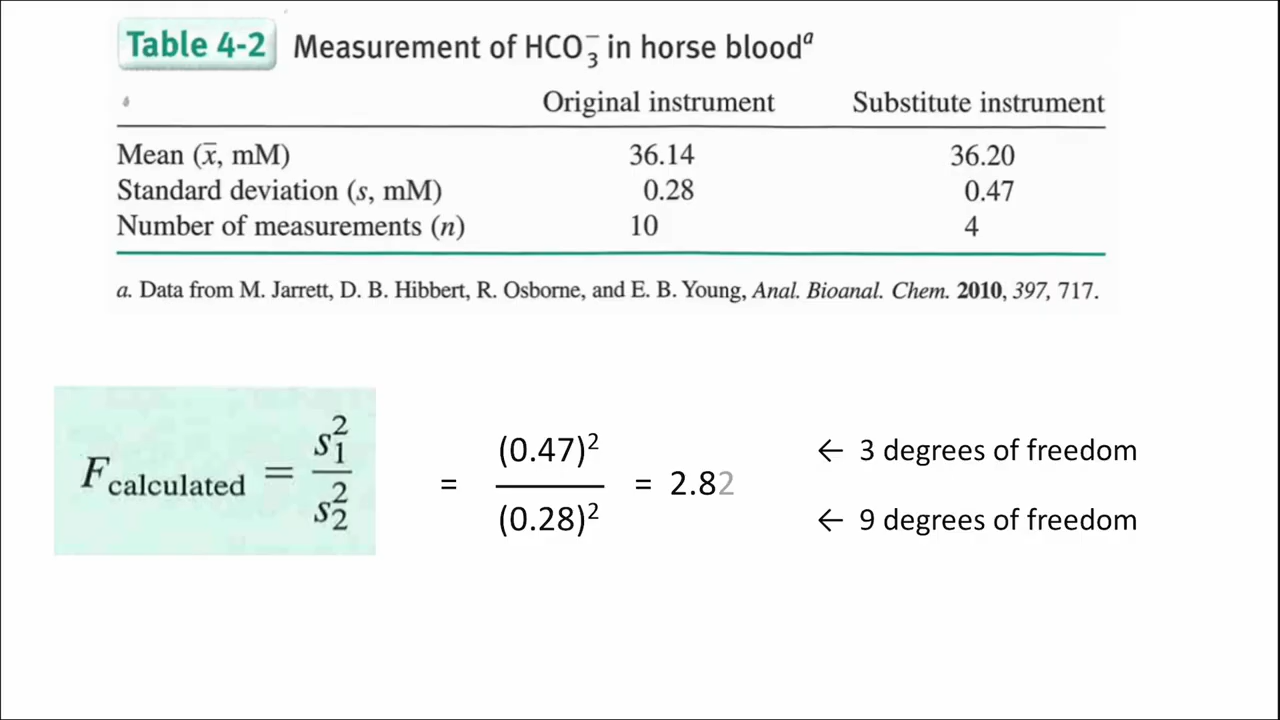 Table 4-2 Measurement of HCO₃⁻ in horse bloodᵃ
Original instrument Substitute instrument
Mean (x̅, mM) 36.14 36.20
Standard deviation (s, mM) 0.28 0.47
Number of measurements (n) 10 4
a. Data from M. Jarrett, D. B. Hibbert, R. Osborne, and E. B. Young, Anal. Bioanal. Chem. 2010, 397, 717.
F calculated = s₁²/s₂² = (0.47)²/(0.28)² = 2.82
← 3 degrees of freedom
← 9 degrees of freedom